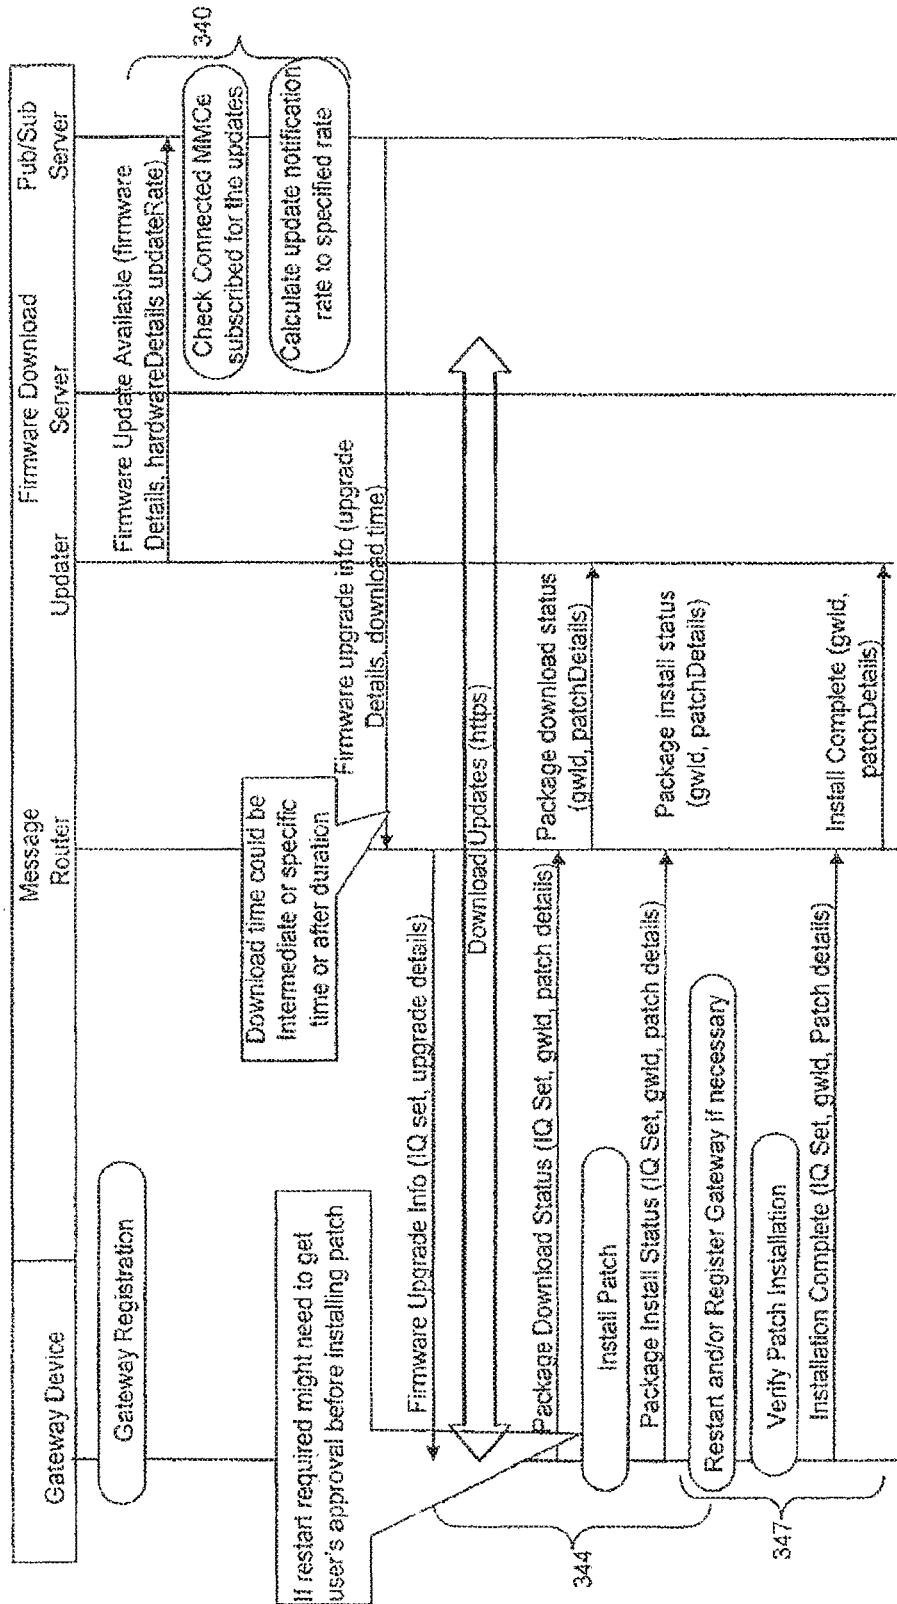 Gateway Device
Message
Router
Updater
Firmware Download
Server
Pub/Sub
Server
Gateway Registration
Firmware Update Available (firmware
Details, hardwareDetails updateRate)
340
Check Connected MMCe
subscribed for the updates
Calculate update notification
rate to specified rate
Download time could be
Intermediate or specific
time or after duration
Firmware upgrade info (upgrade
Details, download time)
If restart required might need to get
user's approval before installing patch
Firmware Upgrade Info (IQ set, upgrade details)
Download Updates (https)
Package Download Status (IQ Set, gwId, patch details)
Package download status
(gwId, patchDetails)
Install Patch
344
Package Install Status (IQ Set, gwid, patch details)
Package install status
(gwId, patchDetails)
Restart and/or Register Gateway if necessary
Verify Patch Installation
347
Installation Complete (IQ Set, gwid, Patch details)
Install Complete (gwId,
patchDetails)